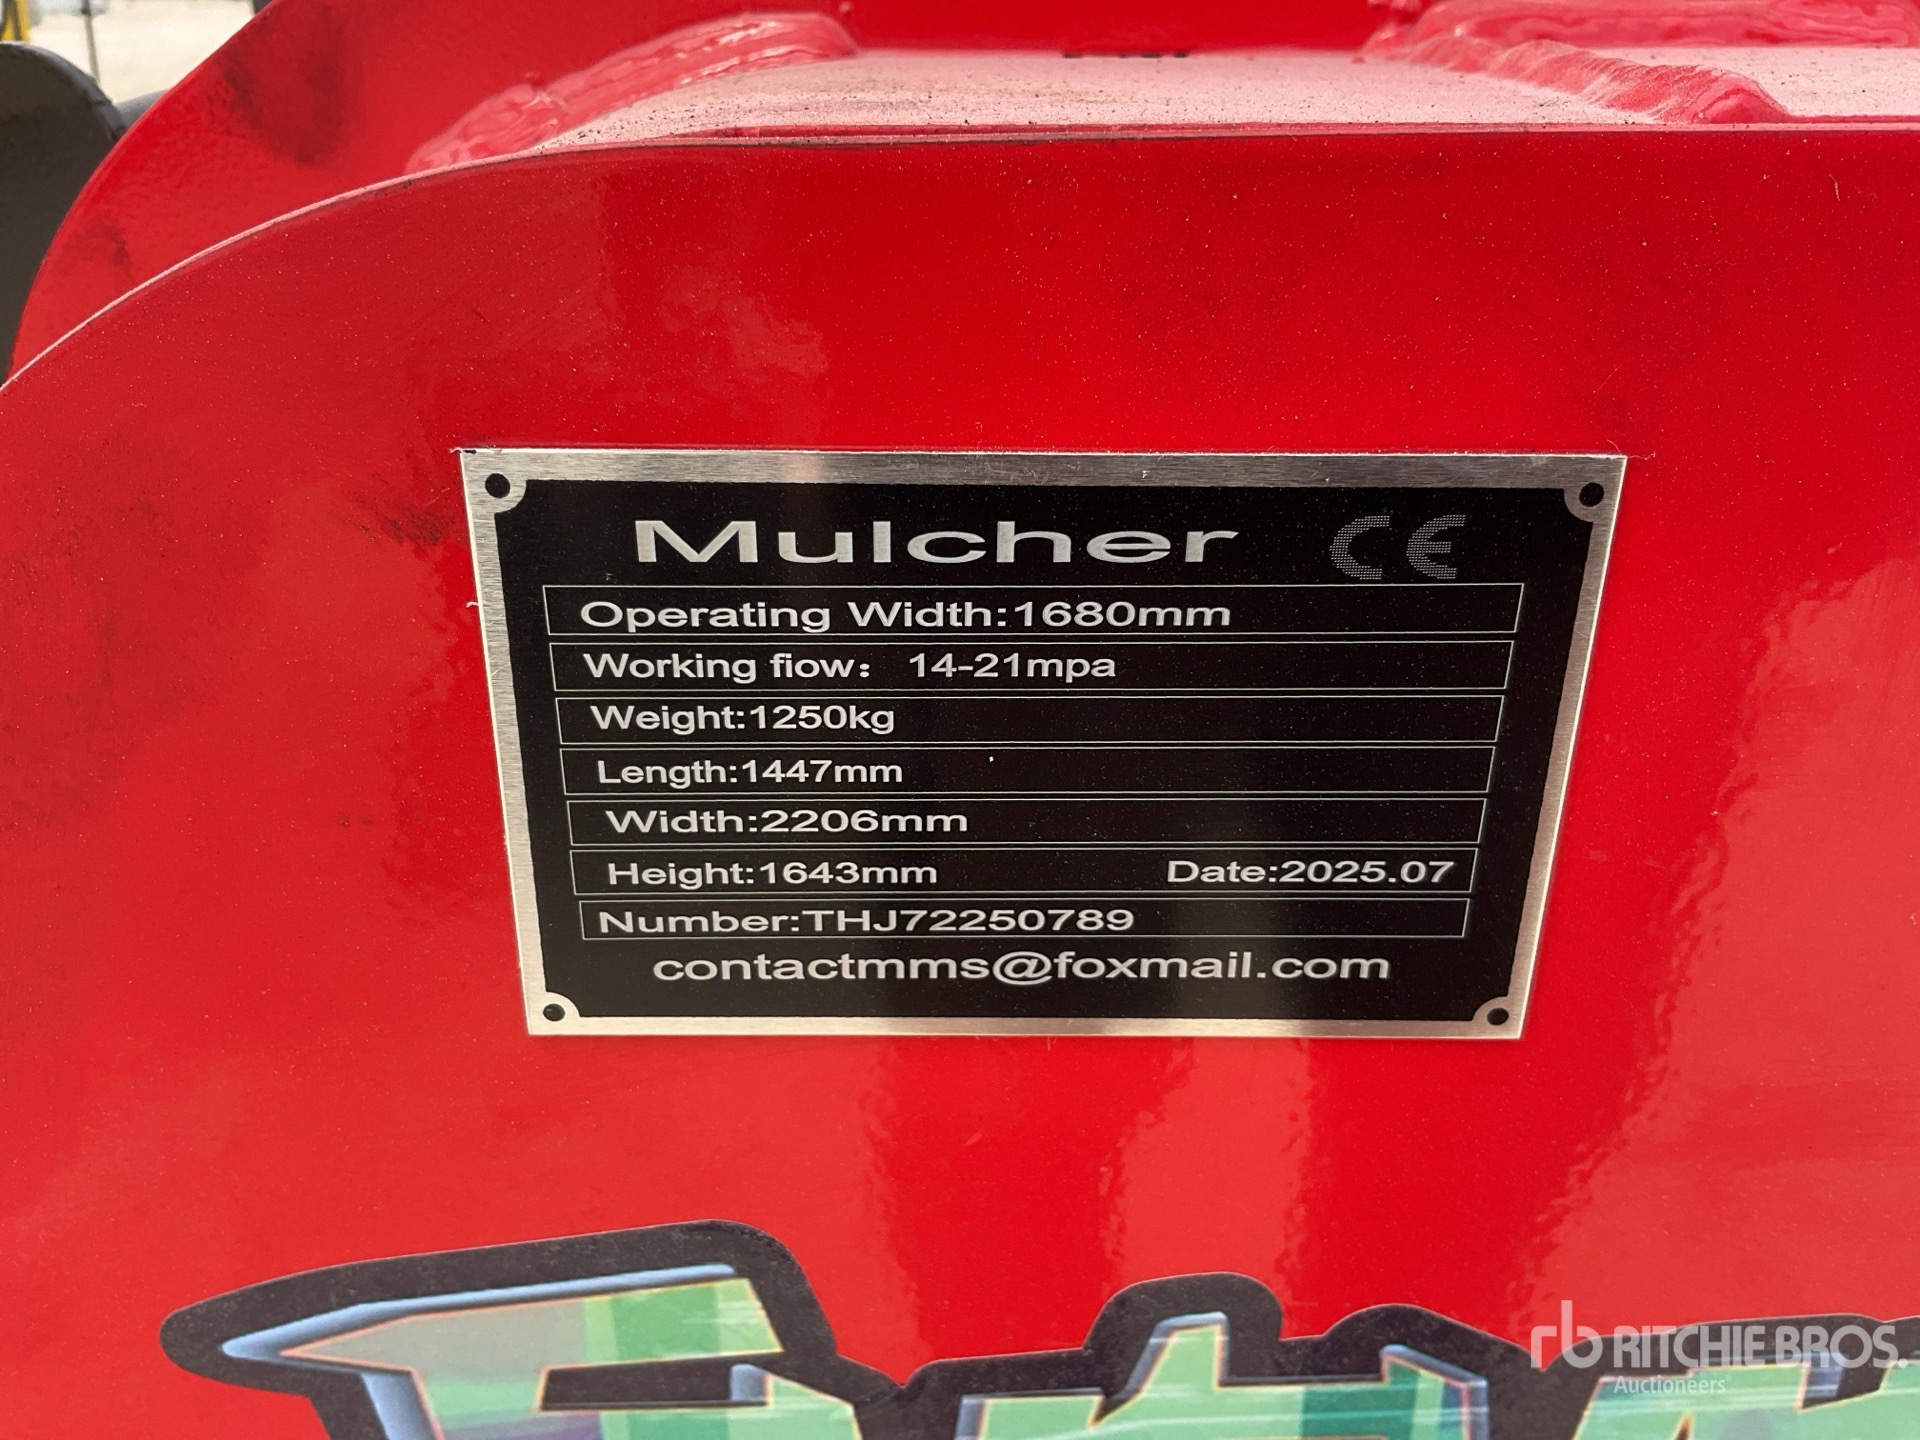 Mulcher CE
Operating Width:1680mm
Working fiow: 14-21mpa
Weight:1250kg
Length:1447mm
Width:2206mm
Height:1643mm Date:2025.07
Number:THJ72250789
contactmms@foxmail.com
rb RITCHIE BROS.
Auctioneers